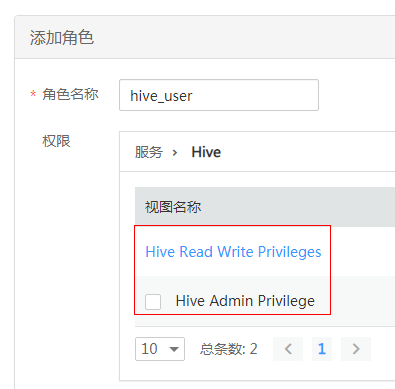 添加角色
* 角色名称 hive_user
权限
服务 > Hive
视图名称
Hive Read Write Privileges
Hive Admin Privilege
10 总条数: 2 < 1 >